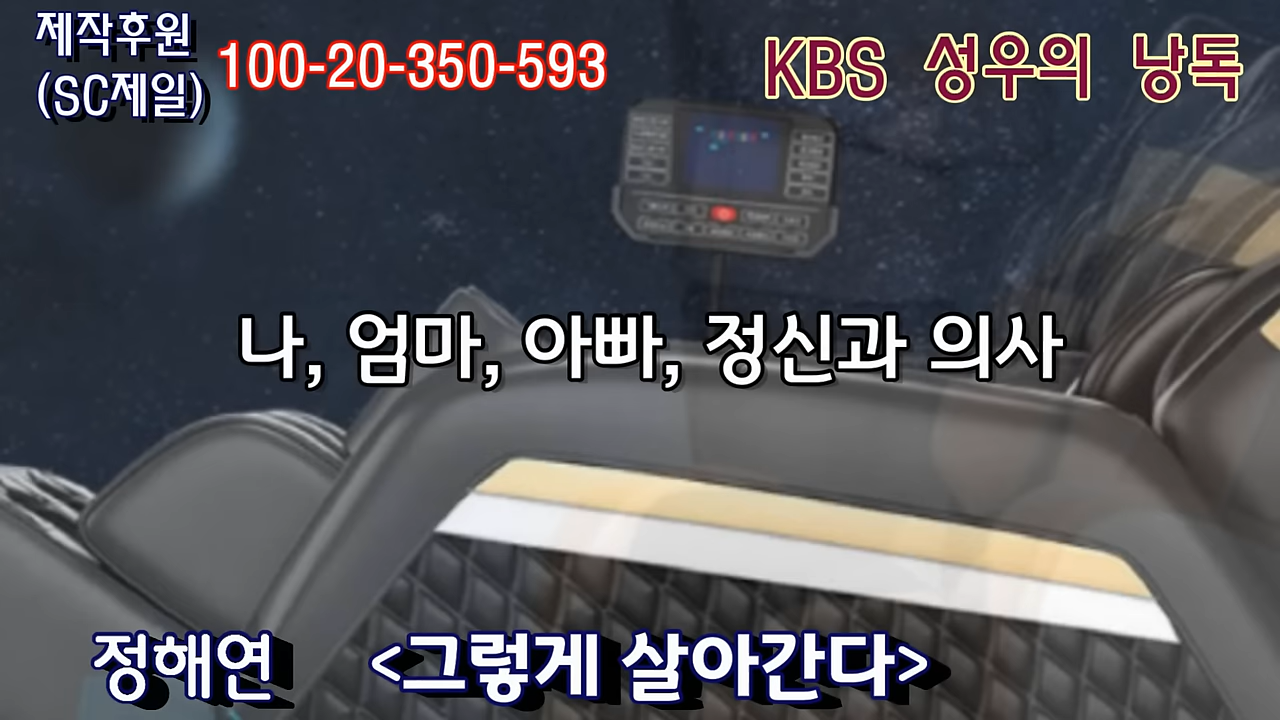 제작후원
(SC제일)
100-20-350-593
KBS 성우의 낭독
나, 엄마, 아빠, 정신과 의사
정해연 <그렇게 살아간다>